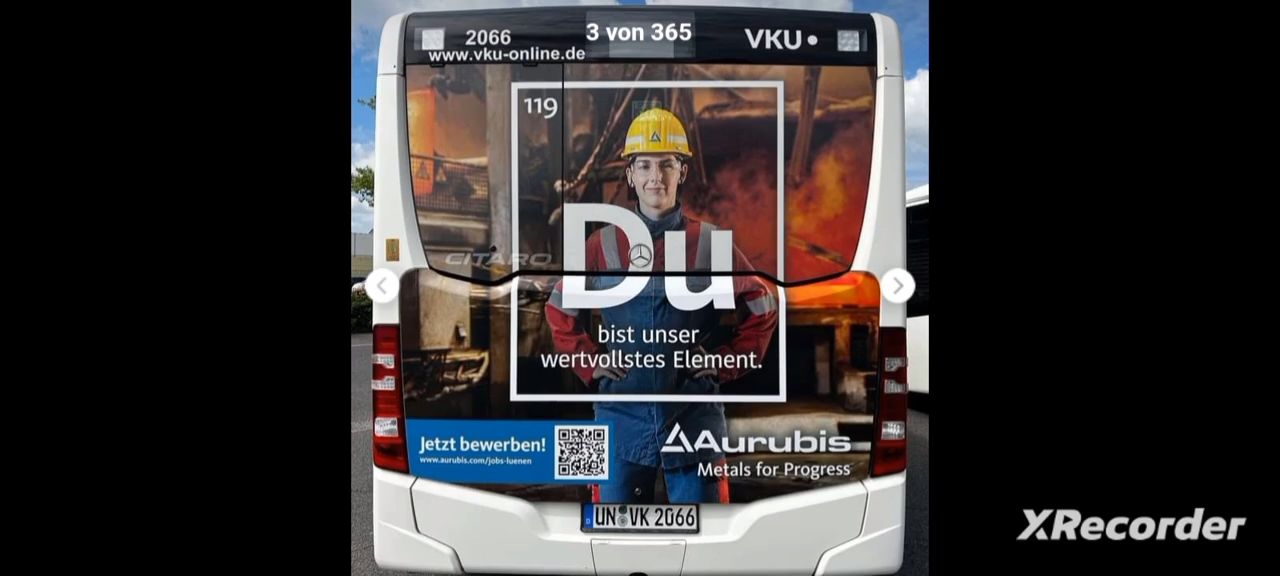 3 von 365
2066
VKU
www.vku-online.de
119
Du
CITARO
bist unser
wertvollstes Element.
Jetzt bewerben!
www.aurubis.com/jobs-luenen
Aurubis
Metals for Progress
D
UN VK 2066
XRecorder